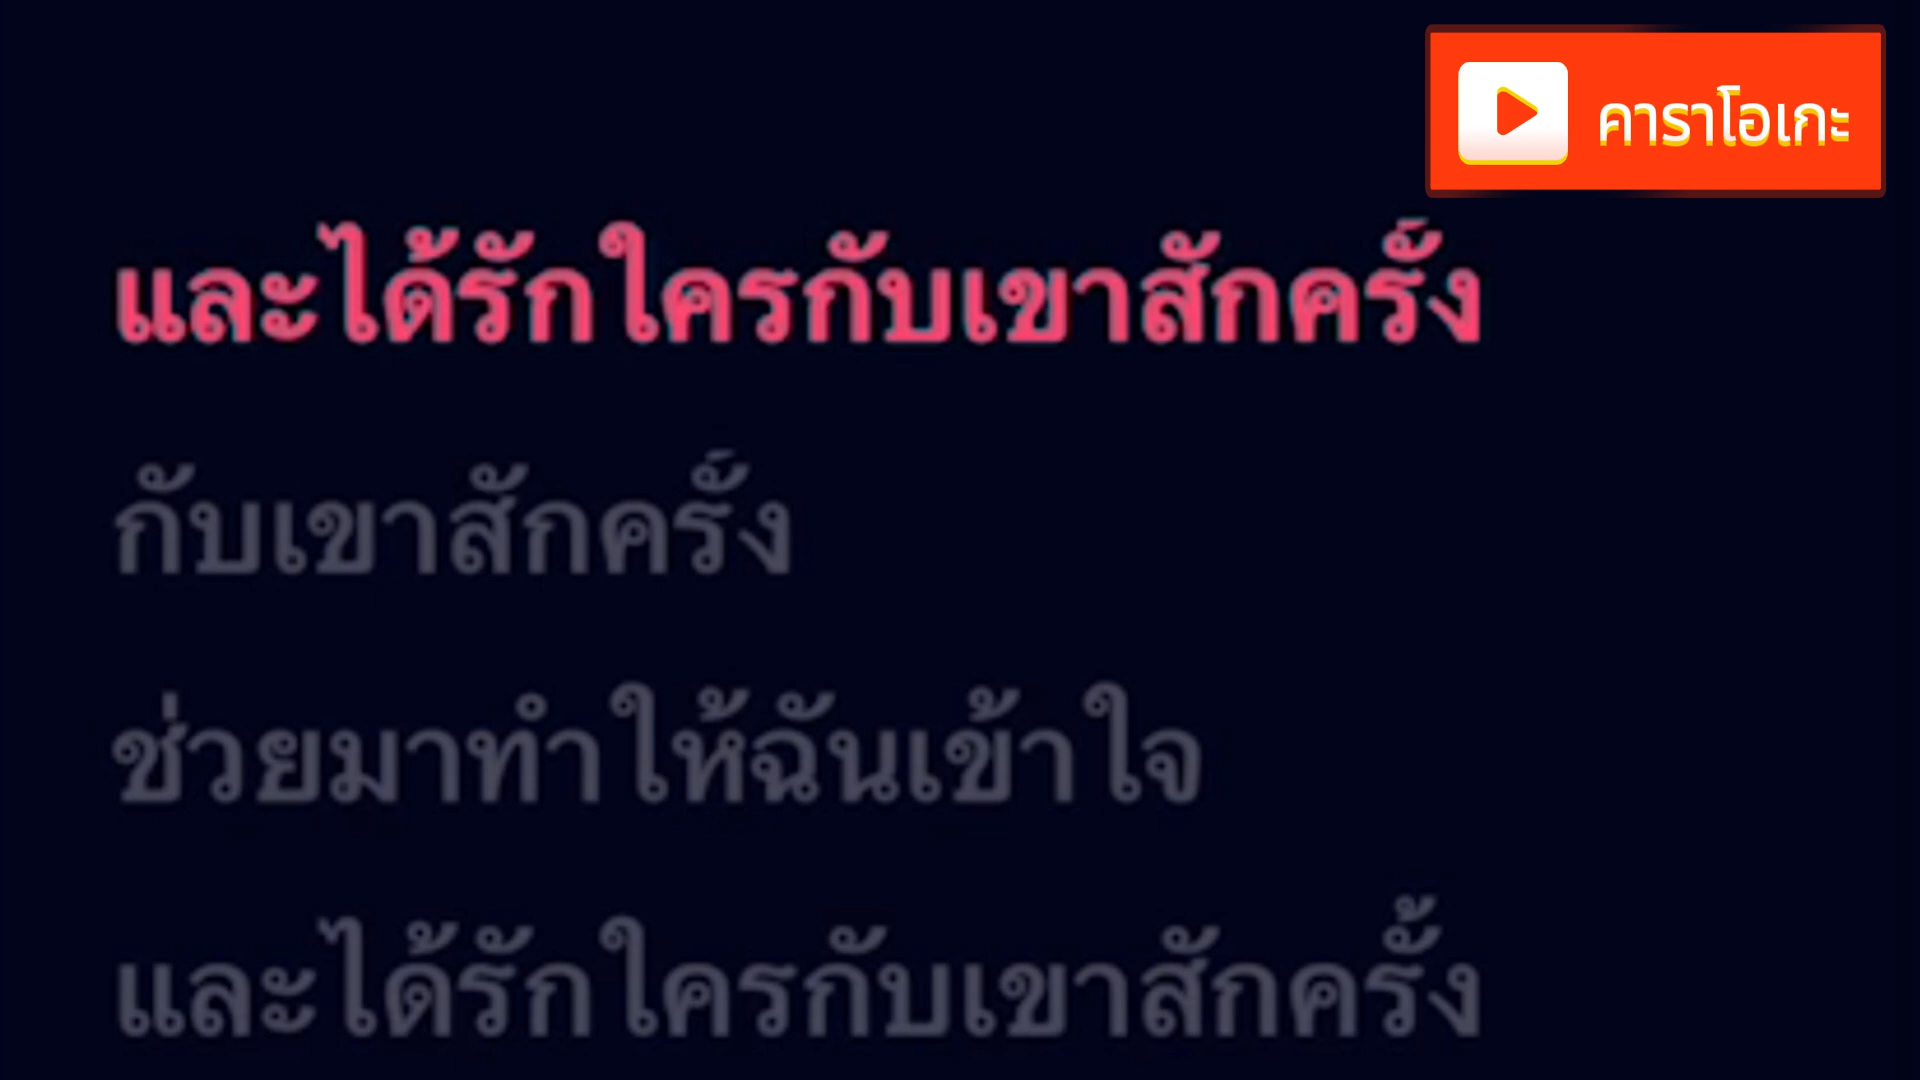 คาราโอเกะ
และได้รักใครกับเขาสักครั้ง
กับเขาสักครั้ง
ช่วยมาทำให้ฉันเข้าใจ
และได้รักใครกับเขาสักครั้ง